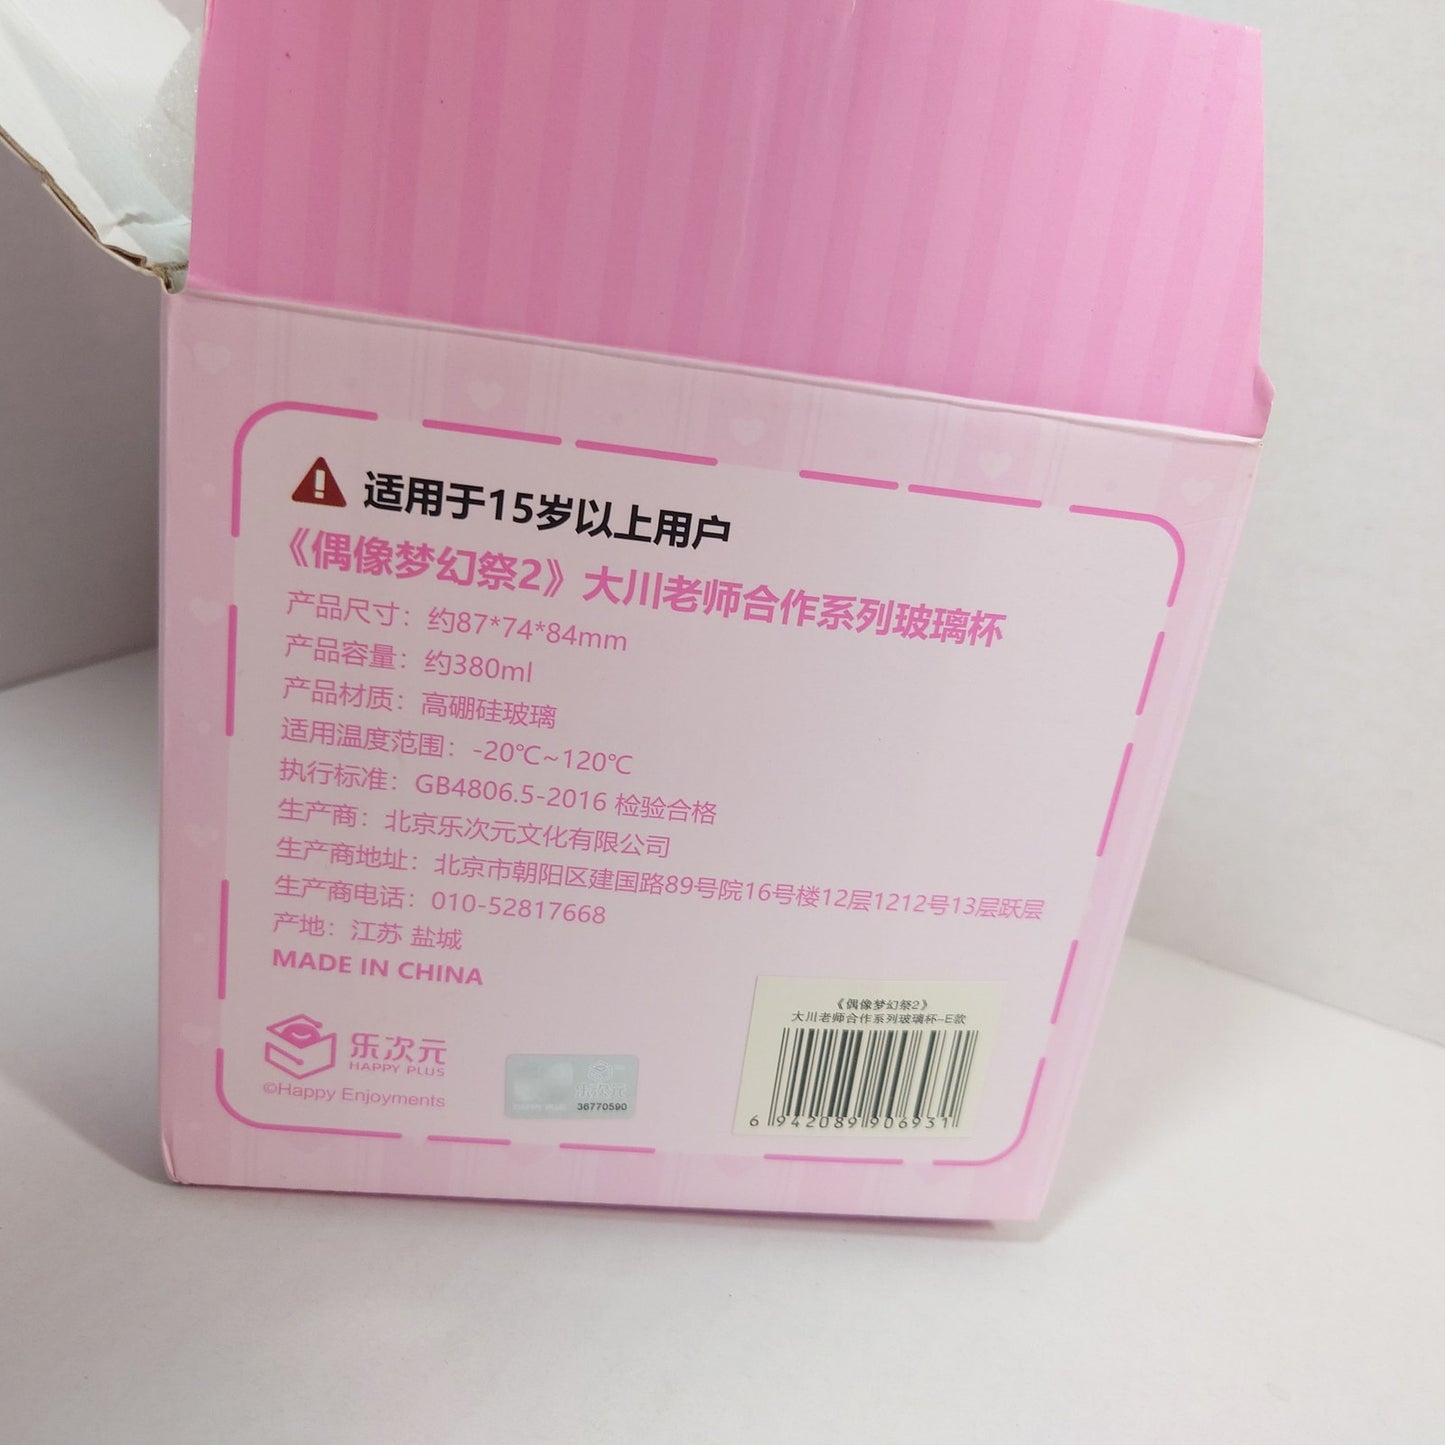 适用于15岁以上用户
《偶像梦幻祭2》大川老师合作系列玻璃杯
产品尺寸：约87*74*84mm
产品容量：约380ml
产品材质：高硼硅玻璃
适用温度范围：-20℃~120℃
执行标准：GB4806.5-2016 检验合格
生产商：北京乐次元文化有限公司
生产商地址：北京市朝阳区建国路89号院16号楼12层1212号13层跃层
生产商电话：010-52817668
产地：江苏 盐城
MADE IN CHINA
乐次元
HAPPY PLUS
©Happy Enjoyments
乐次元
HAPPY PLUS
36770590
《偶像梦幻祭2》
大川老师合作系列玻璃杯-E款
6 942089 906931